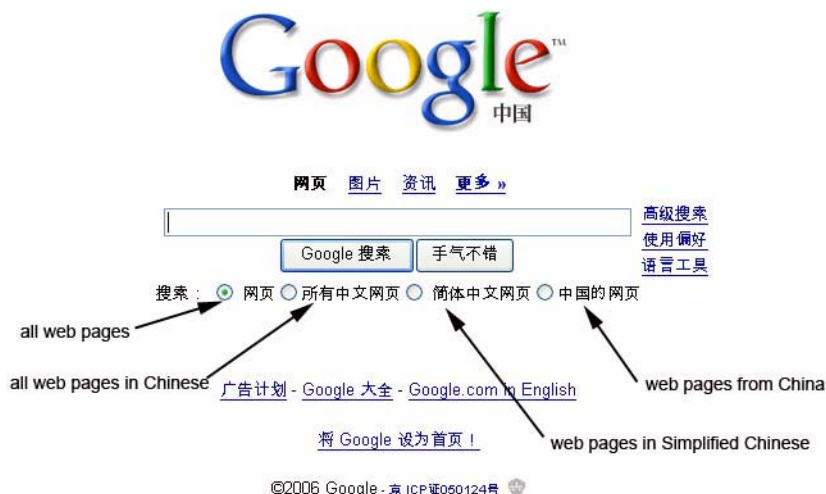 Google™
中国
网页 图片 资讯 更多 »
高级搜索
Google 搜索 手气不错
使用偏好
语言工具
搜索: 网页 所有中文网页 简体中文网页 中国的网页
all web pages
all web pages in Chinese
web pages from China
广告计划 - Google 大全 - Google.com in English
将 Google 设为首页！
web pages in Simplified Chinese
©2006 Google - 京ICP证050124号